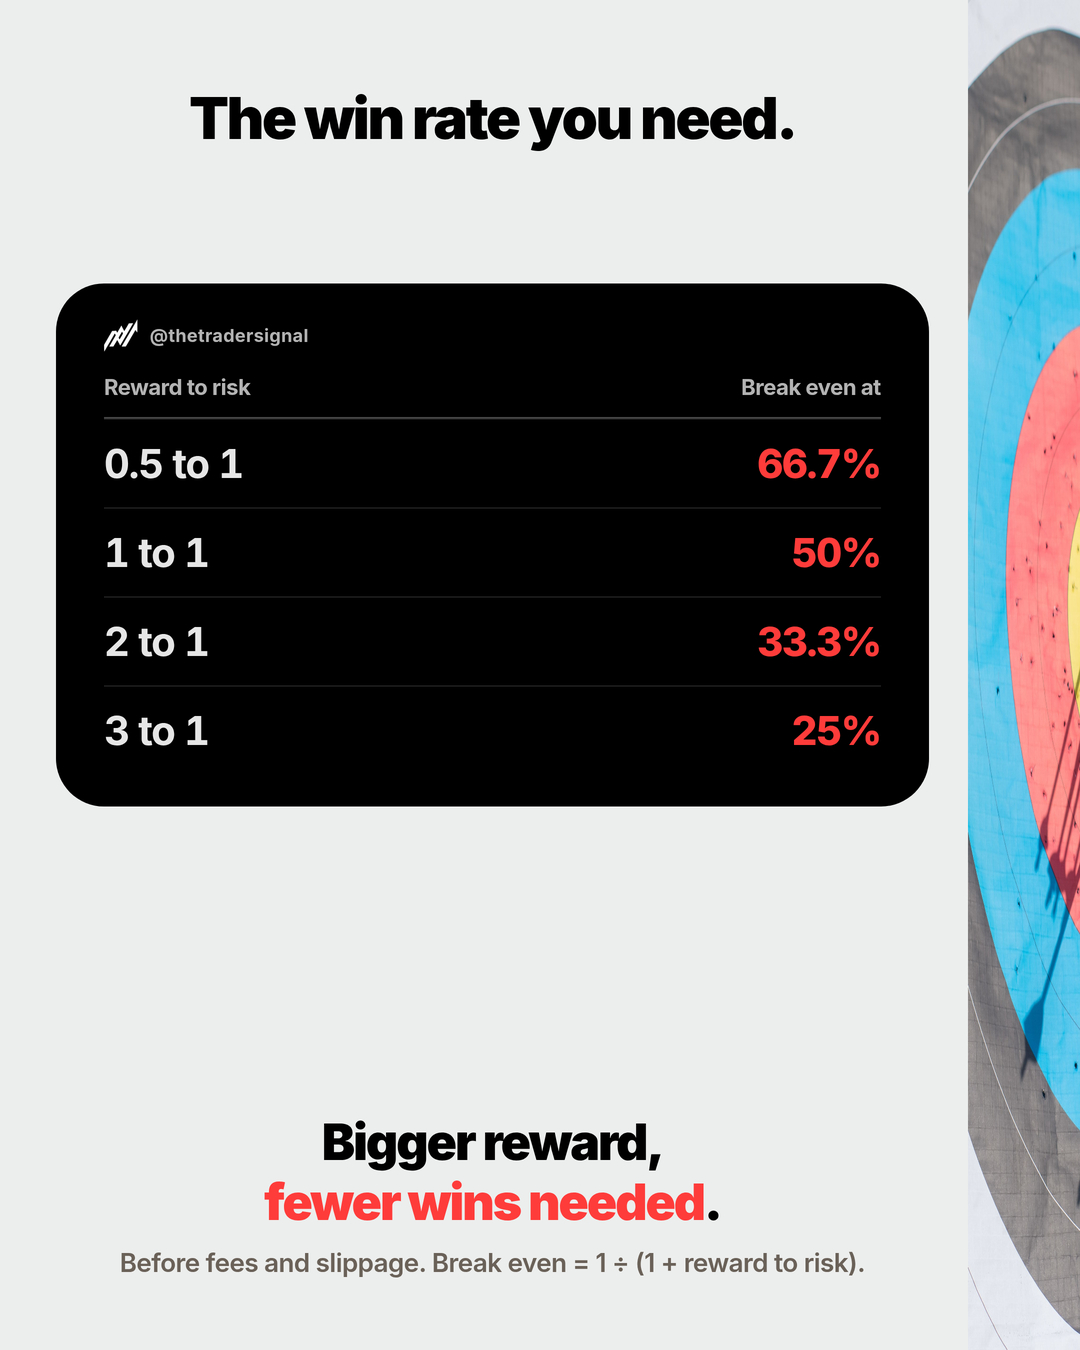 The win rate you need.
@thetradersignal
Reward to risk Break even at
0.5 to 1 66.7%
1 to 1 50%
2 to 1 33.3%
3 to 1 25%
Bigger reward,
fewer wins needed.
Before fees and slippage. Break even = 1 ÷ (1 + reward to risk).